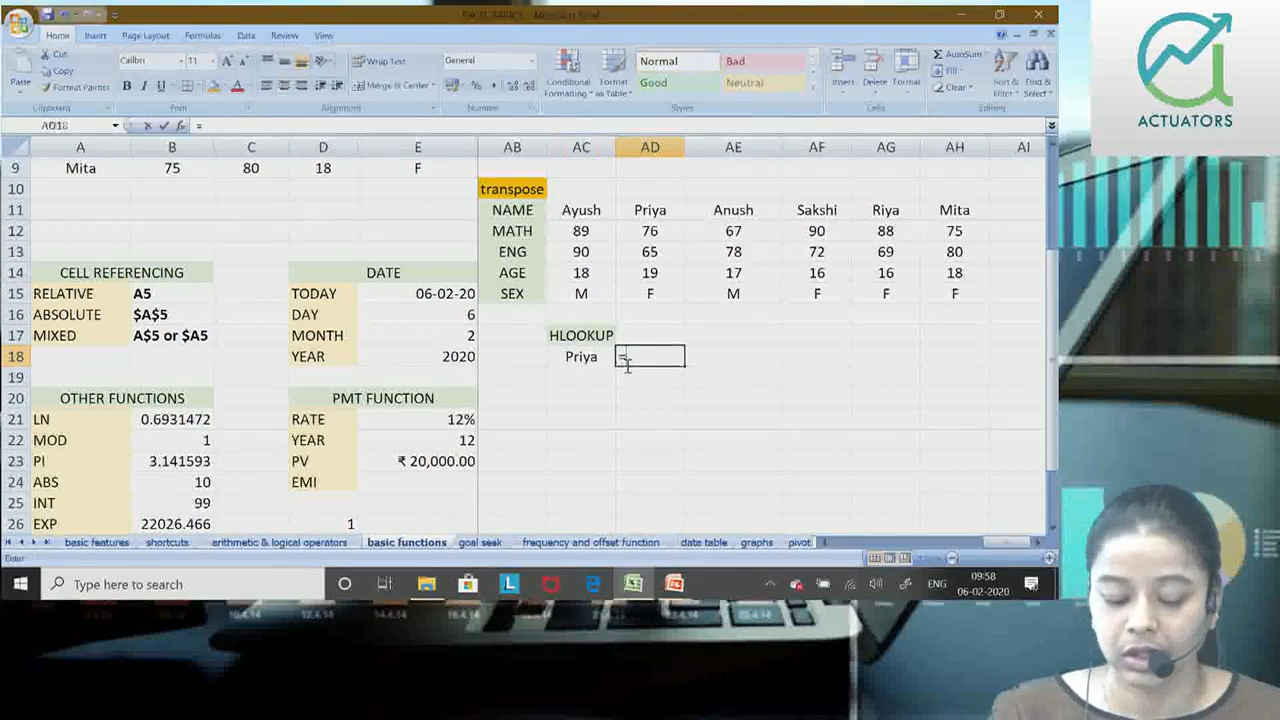 Home Insert Page Layout Formulas Data Review View
Cut
Copy
Format Painter
Paste
Clipboard
Calibri 11
Font
Wrap Text
Merge & Center
Alignment
General
Number
Conditional Formatting
Format as Table
Normal Bad
Good Neutral
Styles
Insert Delete Format
Cells
AutoSum
Fill
Clear
Sort & Filter
Find & Select
Editing
ACTUATORS
=
A B C D E AB AC AD AE AF AG AH AI
9 Mita 75 80 18 F
10 transpose
11 NAME Ayush Priya Anush Sakshi Riya Mita
12 MATH 89 76 67 90 88 75
13 ENG 90 65 78 72 69 80
14 CELL REFERENCING DATE AGE 18 19 17 16 16 18
15 RELATIVE A5 TODAY 06-02-20 SEX M F M F F F
16 ABSOLUTE $A$5 DAY 6
17 MIXED A$5 or $A5 MONTH 2 HLOOKUP
18 YEAR 2020 Priya =
19
20 OTHER FUNCTIONS PMT FUNCTION
21 LN 0.6931472 RATE 12%
22 MOD 1 YEAR 12
23 PI 3.141593 PV ₹ 20,000.00
24 ABS 10 EMI
25 INT 99
26 EXP 22026.466 1
basic features shortcuts arithmetic & logical operators basic functions goal seek frequency and offset function data table graphs pivot
Enter
Type here to search
ENG
09:58
06-02-2020